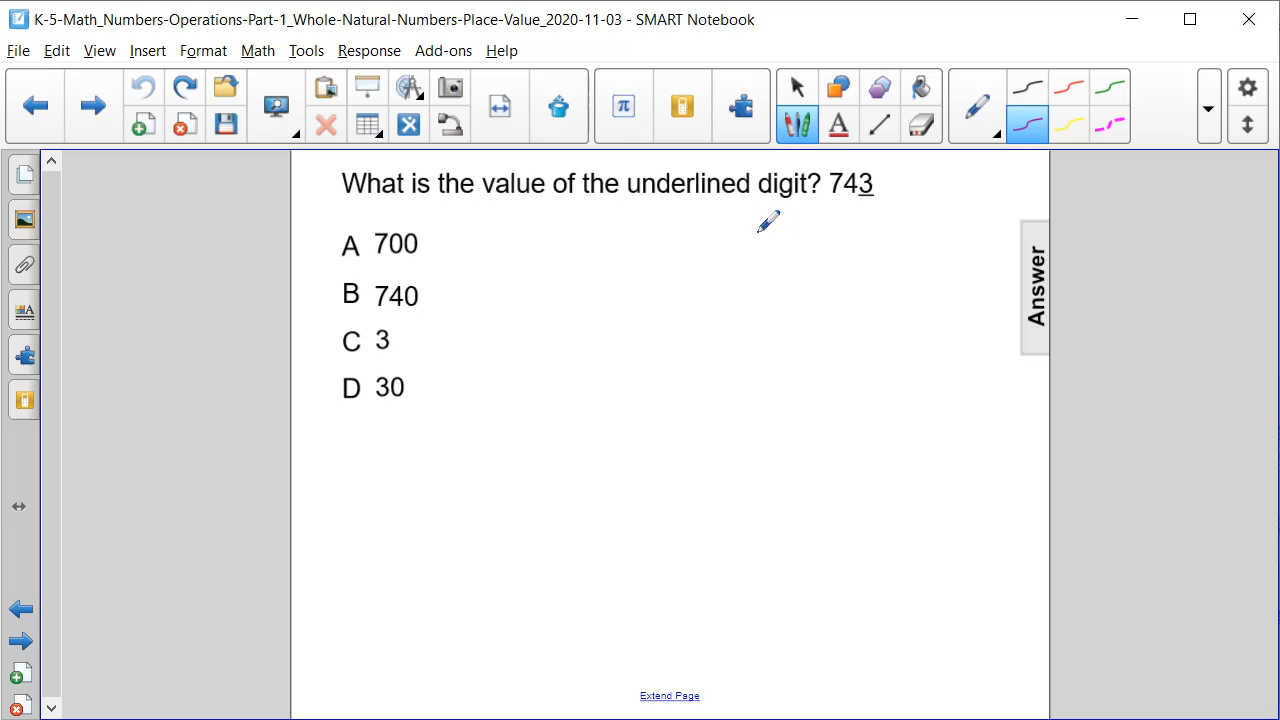 K-5-Math_Numbers-Operations-Part-1_Whole-Natural-Numbers-Place-Value_2020-11-03 - SMART Notebook
File Edit View Insert Format Math Tools Response Add-ons Help
What is the value of the underlined digit? 743
A 700
B 740
C 3
D 30
Answer
Extend Page